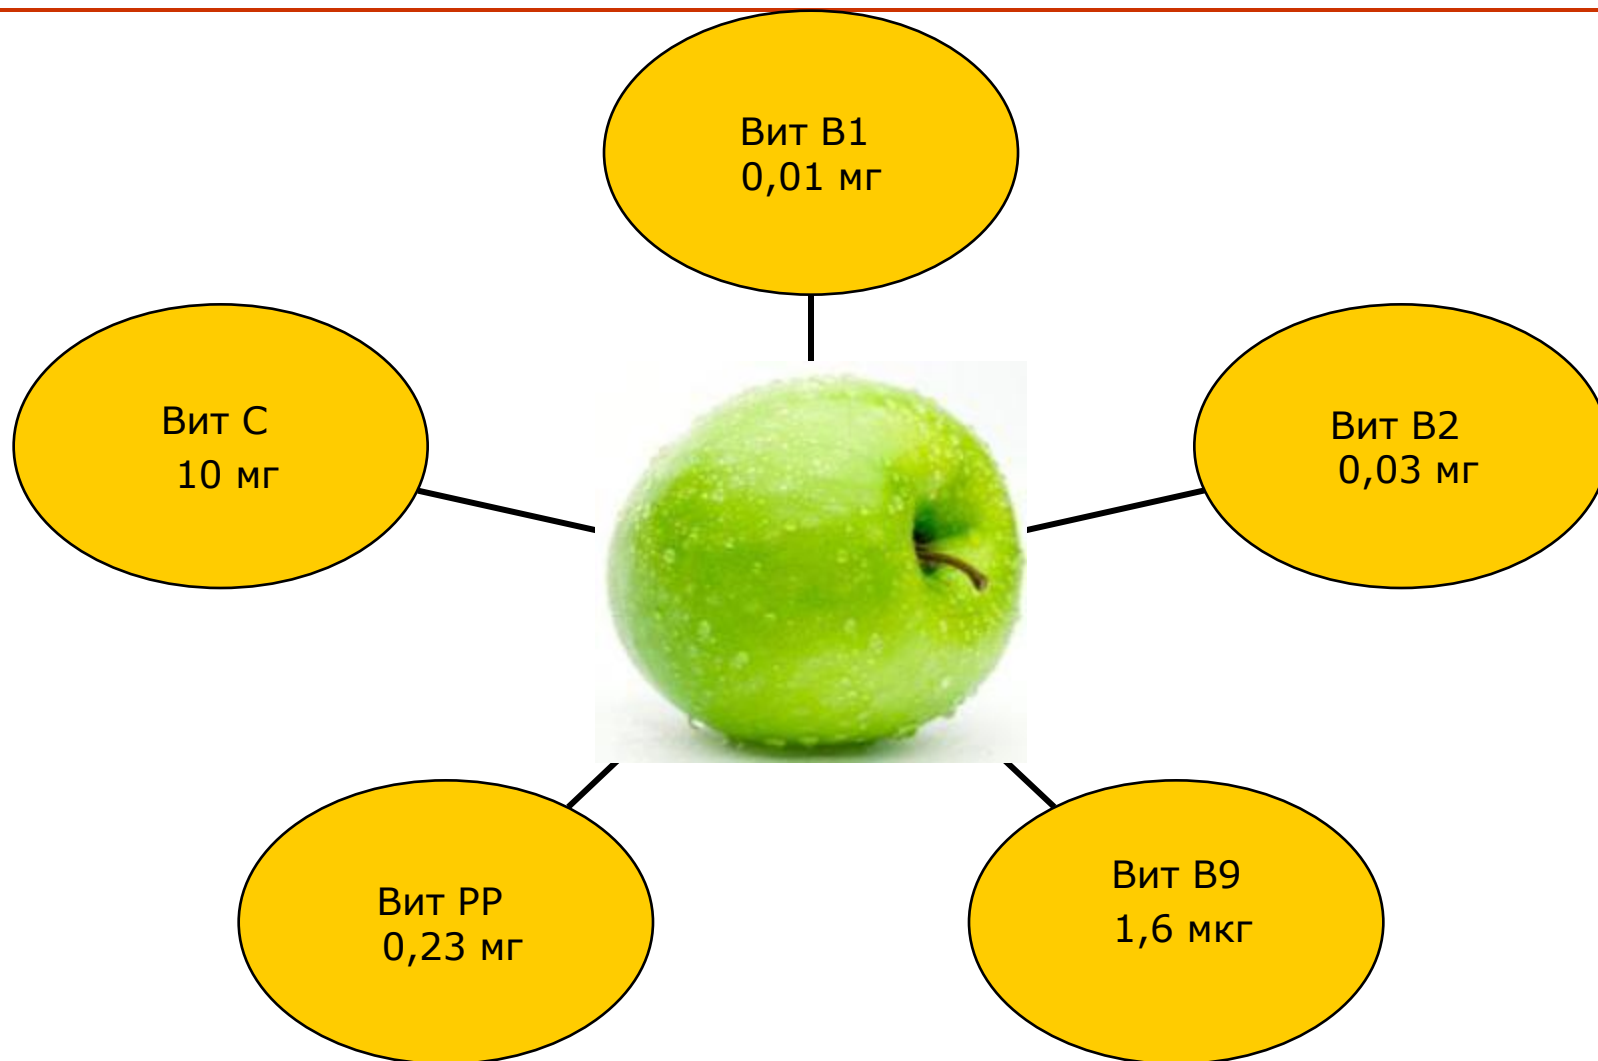 Вит В1
0,01 мг
Вит С
10 мг
Вит В2
0,03 мг
Вит РР
0,23 мг
Вит В9
1,6 мкг